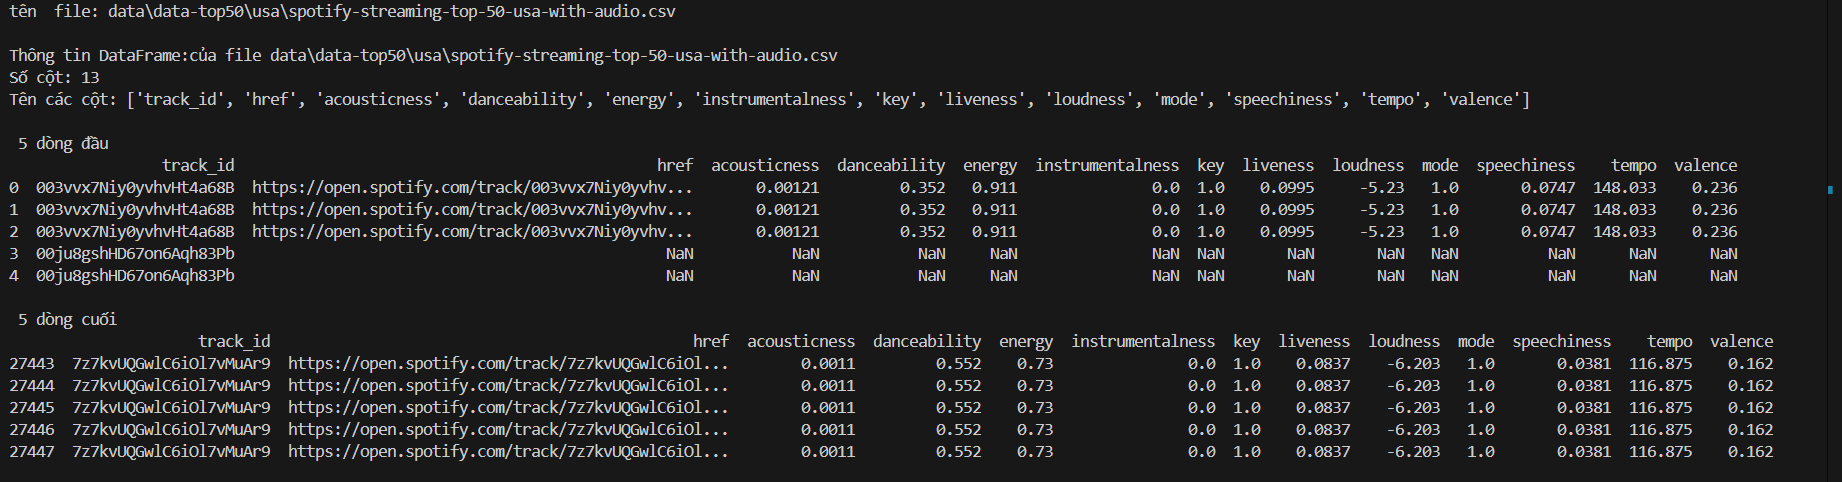 tên  file: data\data-top50\usa\spotify-streaming-top-50-usa-with-audio.csv
Thông tin DataFrame:của file data\data-top50\usa\spotify-streaming-top-50-usa-with-audio.csv
Số cột: 13
Tên các cột: ['track_id', 'href', 'acousticness', 'danceability', 'energy', 'instrumentalness', 'key', 'liveness', 'loudness', 'mode', 'speechiness', 'tempo', 'valence']
5 dòng đầu
track_id href acousticness danceability energy instrumentalness key liveness loudness mode speechiness tempo valence
0 003vvx7Niy0yvhvHt4a68B https://open.spotify.com/track/003vvx7Niy0yvhv... 0.00121 0.352 0.911 0.0 1.0 0.0995 -5.23 1.0 0.0747 148.033 0.236
1 003vvx7Niy0yvhvHt4a68B https://open.spotify.com/track/003vvx7Niy0yvhv... 0.00121 0.352 0.911 0.0 1.0 0.0995 -5.23 1.0 0.0747 148.033 0.236
2 003vvx7Niy0yvhvHt4a68B https://open.spotify.com/track/003vvx7Niy0yvhv... 0.00121 0.352 0.911 0.0 1.0 0.0995 -5.23 1.0 0.0747 148.033 0.236
3 00ju8gshHD67on6Aqh83Pb NaN NaN NaN NaN NaN NaN NaN NaN NaN NaN NaN NaN
4 00ju8gshHD67on6Aqh83Pb NaN NaN NaN NaN NaN NaN NaN NaN NaN NaN NaN NaN
5 dòng cuối
track_id href acousticness danceability energy instrumentalness key liveness loudness mode speechiness tempo valence
27443 7z7kvUQGwlC6iOl7vMuAr9 https://open.spotify.com/track/7z7kvUQGwlC6iOl... 0.0011 0.552 0.73 0.0 1.0 0.0837 -6.203 1.0 0.0381 116.875 0.162
27444 7z7kvUQGwlC6iOl7vMuAr9 https://open.spotify.com/track/7z7kvUQGwlC6iOl... 0.0011 0.552 0.73 0.0 1.0 0.0837 -6.203 1.0 0.0381 116.875 0.162
27445 7z7kvUQGwlC6iOl7vMuAr9 https://open.spotify.com/track/7z7kvUQGwlC6iOl... 0.0011 0.552 0.73 0.0 1.0 0.0837 -6.203 1.0 0.0381 116.875 0.162
27446 7z7kvUQGwlC6iOl7vMuAr9 https://open.spotify.com/track/7z7kvUQGwlC6iOl... 0.0011 0.552 0.73 0.0 1.0 0.0837 -6.203 1.0 0.0381 116.875 0.162
27447 7z7kvUQGwlC6iOl7vMuAr9 https://open.spotify.com/track/7z7kvUQGwlC6iOl... 0.0011 0.552 0.73 0.0 1.0 0.0837 -6.203 1.0 0.0381 116.875 0.162